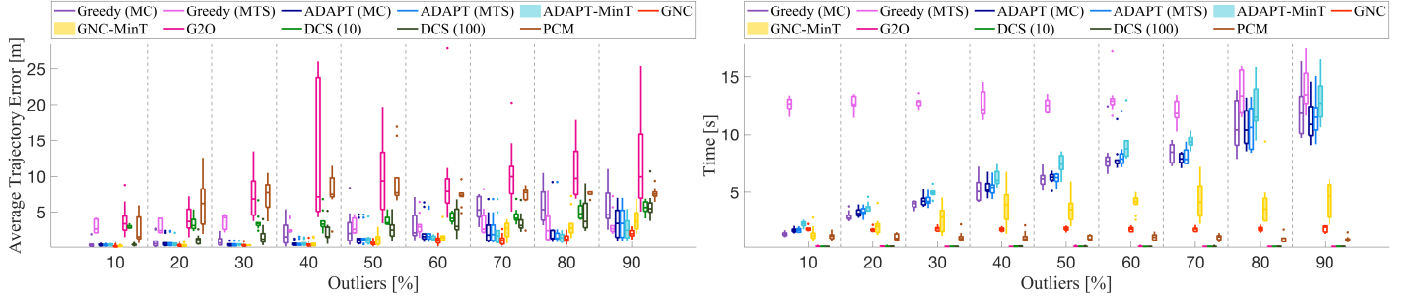 Greedy (MC) Greedy (MTS) ADAPT (MC) ADAPT (MTS) ADAPT-MinT GNC
GNC-MinT G2O DCS (10) DCS (100) PCM
Average Trajectory Error [m]
25
20
15
10
5
10 20 30 40 50 60 70 80 90
Outliers [%]
Greedy (MC) Greedy (MTS) ADAPT (MC) ADAPT (MTS) ADAPT-MinT GNC
GNC-MinT G2O DCS (10) DCS (100) PCM
Time [s]
15
10
5
10 20 30 40 50 60 70 80 90
Outliers [%]